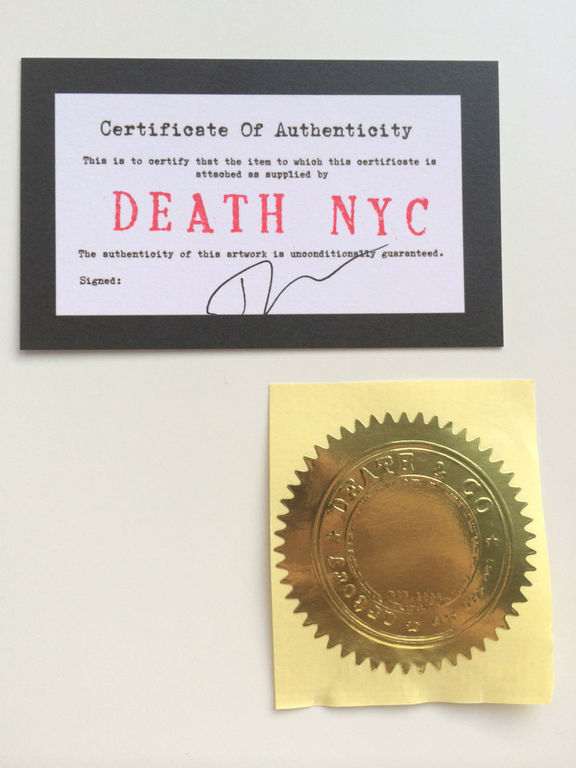 Certificate Of Authenticity
This is to certify that the item to which this certificate is
attached as supplied by
DEATH NYC
The authenticity of this artwork is unconditionally guaranteed.
Signed:
DEATH & CO